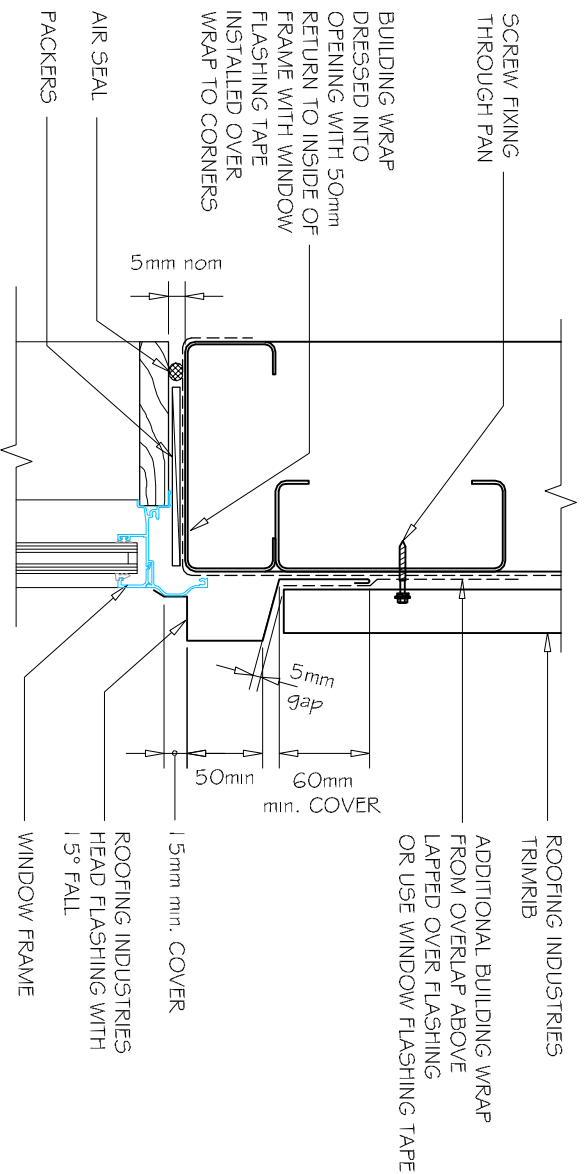 SCREW FIXING
THROUGH PAN
BUILDING WRAP
DRESSED INTO
OPENING WITH 50mm
RETURN TO INSIDE OF
FRAME WITH WINDOW
FLASHING TAPE
INSTALLED OVER
WRAP TO CORNERS
AIR SEAL
PACKERS
5mm nom
5mm
gap
50min
60mm
min. COVER
ROOFING INDUSTRIES
TRIMRIB
ADDITIONAL BUILDING WRAP
FROM OVERLAP ABOVE
LAPPED OVER FLASHING
OR USE WINDOW FLASHING TAPE
15mm min. COVER
ROOFING INDUSTRIES
HEAD FLASHING WITH
15° FALL
WINDOW FRAME